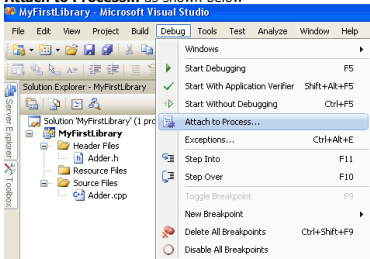 Attach to Process... as shown below
MyFirstLibrary - Microsoft Visual Studio
File Edit View Project Build Debug Tools Test Analyze Window Help
Windows
Start Debugging F5
Start With Application Verifier Shift+Alt+F5
Start Without Debugging Ctrl+F5
Attach to Process...
Exceptions... Ctrl+Alt+E
Step Into F11
Step Over F10
Toggle Breakpoint F9
New Breakpoint
Delete All Breakpoints Ctrl+Shift+F9
Disable All Breakpoints
Server Explorer
Toolbox
Solution Explorer - MyFirstLibrary
Solution 'MyFirstLibrary' (1 pro
MyFirstLibrary
Header Files
Adder.h
Resource Files
Source Files
Adder.cpp